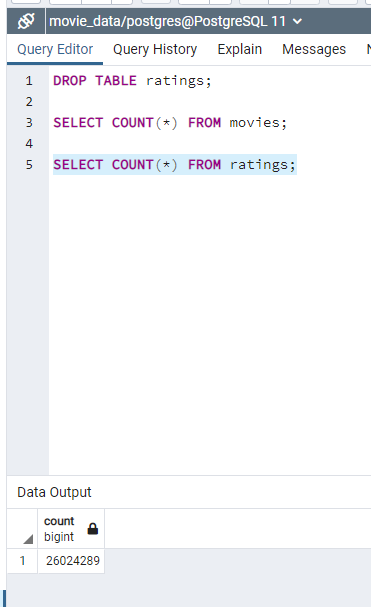 movie_data/postgres@PostgreSQL 11
Query Editor Query History Explain Messages
1 DROP TABLE ratings;
2
3 SELECT COUNT(*) FROM movies;
4
5 SELECT COUNT(*) FROM ratings;
Data Output
count
bigint
1 26024289